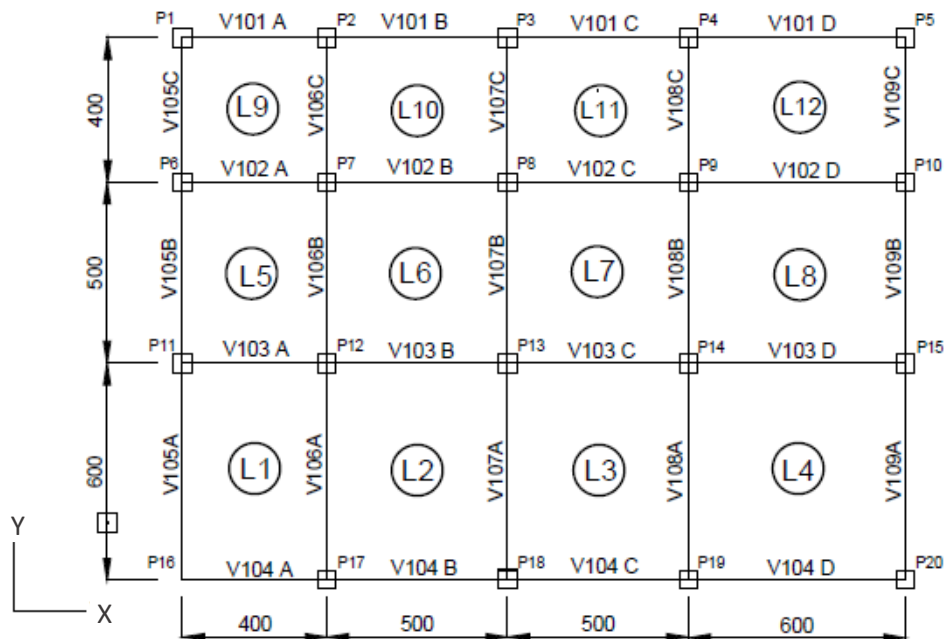 P1 V101 A P2 V101 B P3 V101 C P4 V101 D P5
400 V105C L9 V106C L10 V107C L11 V108C L12 V109C
P6 V102 A P7 V102 B P8 V102 C P9 V102 D P10
500 V105B L5 V106B L6 V107B L7 V108B L8 V109B
P11 V103 A P12 V103 B P13 V103 C P14 V103 D P15
600 V105A L1 V106A L2 V107A L3 V108A L4 V109A
Y
P16 V104 A P17 V104 B P18 V104 C P19 V104 D P20
X
400 500 500 600